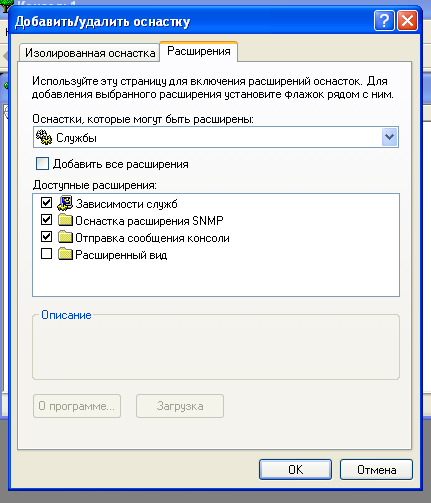 Добавить/удалить оснастку
Изолированная оснастка
Расширения
Используйте эту страницу для включения расширений оснасток. Для
добавления выбранного расширения установите флажок рядом с ним.
Оснастки, которые могут быть расширены:
Службы
Добавить все расширения
Доступные расширения:
Зависимости служб
Оснастка расширения SNMP
Отправка сообщения консоли
Расширенный вид
Описание
О программе...
Загрузка
OK
Отмена